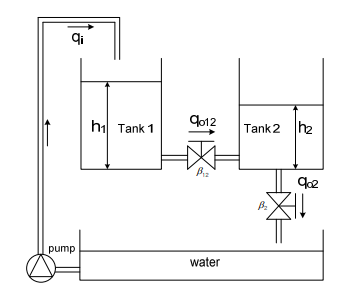 qi
qo12
h1 Tank 1
Tank 2 h2
β12
qo2
β2
pump
water